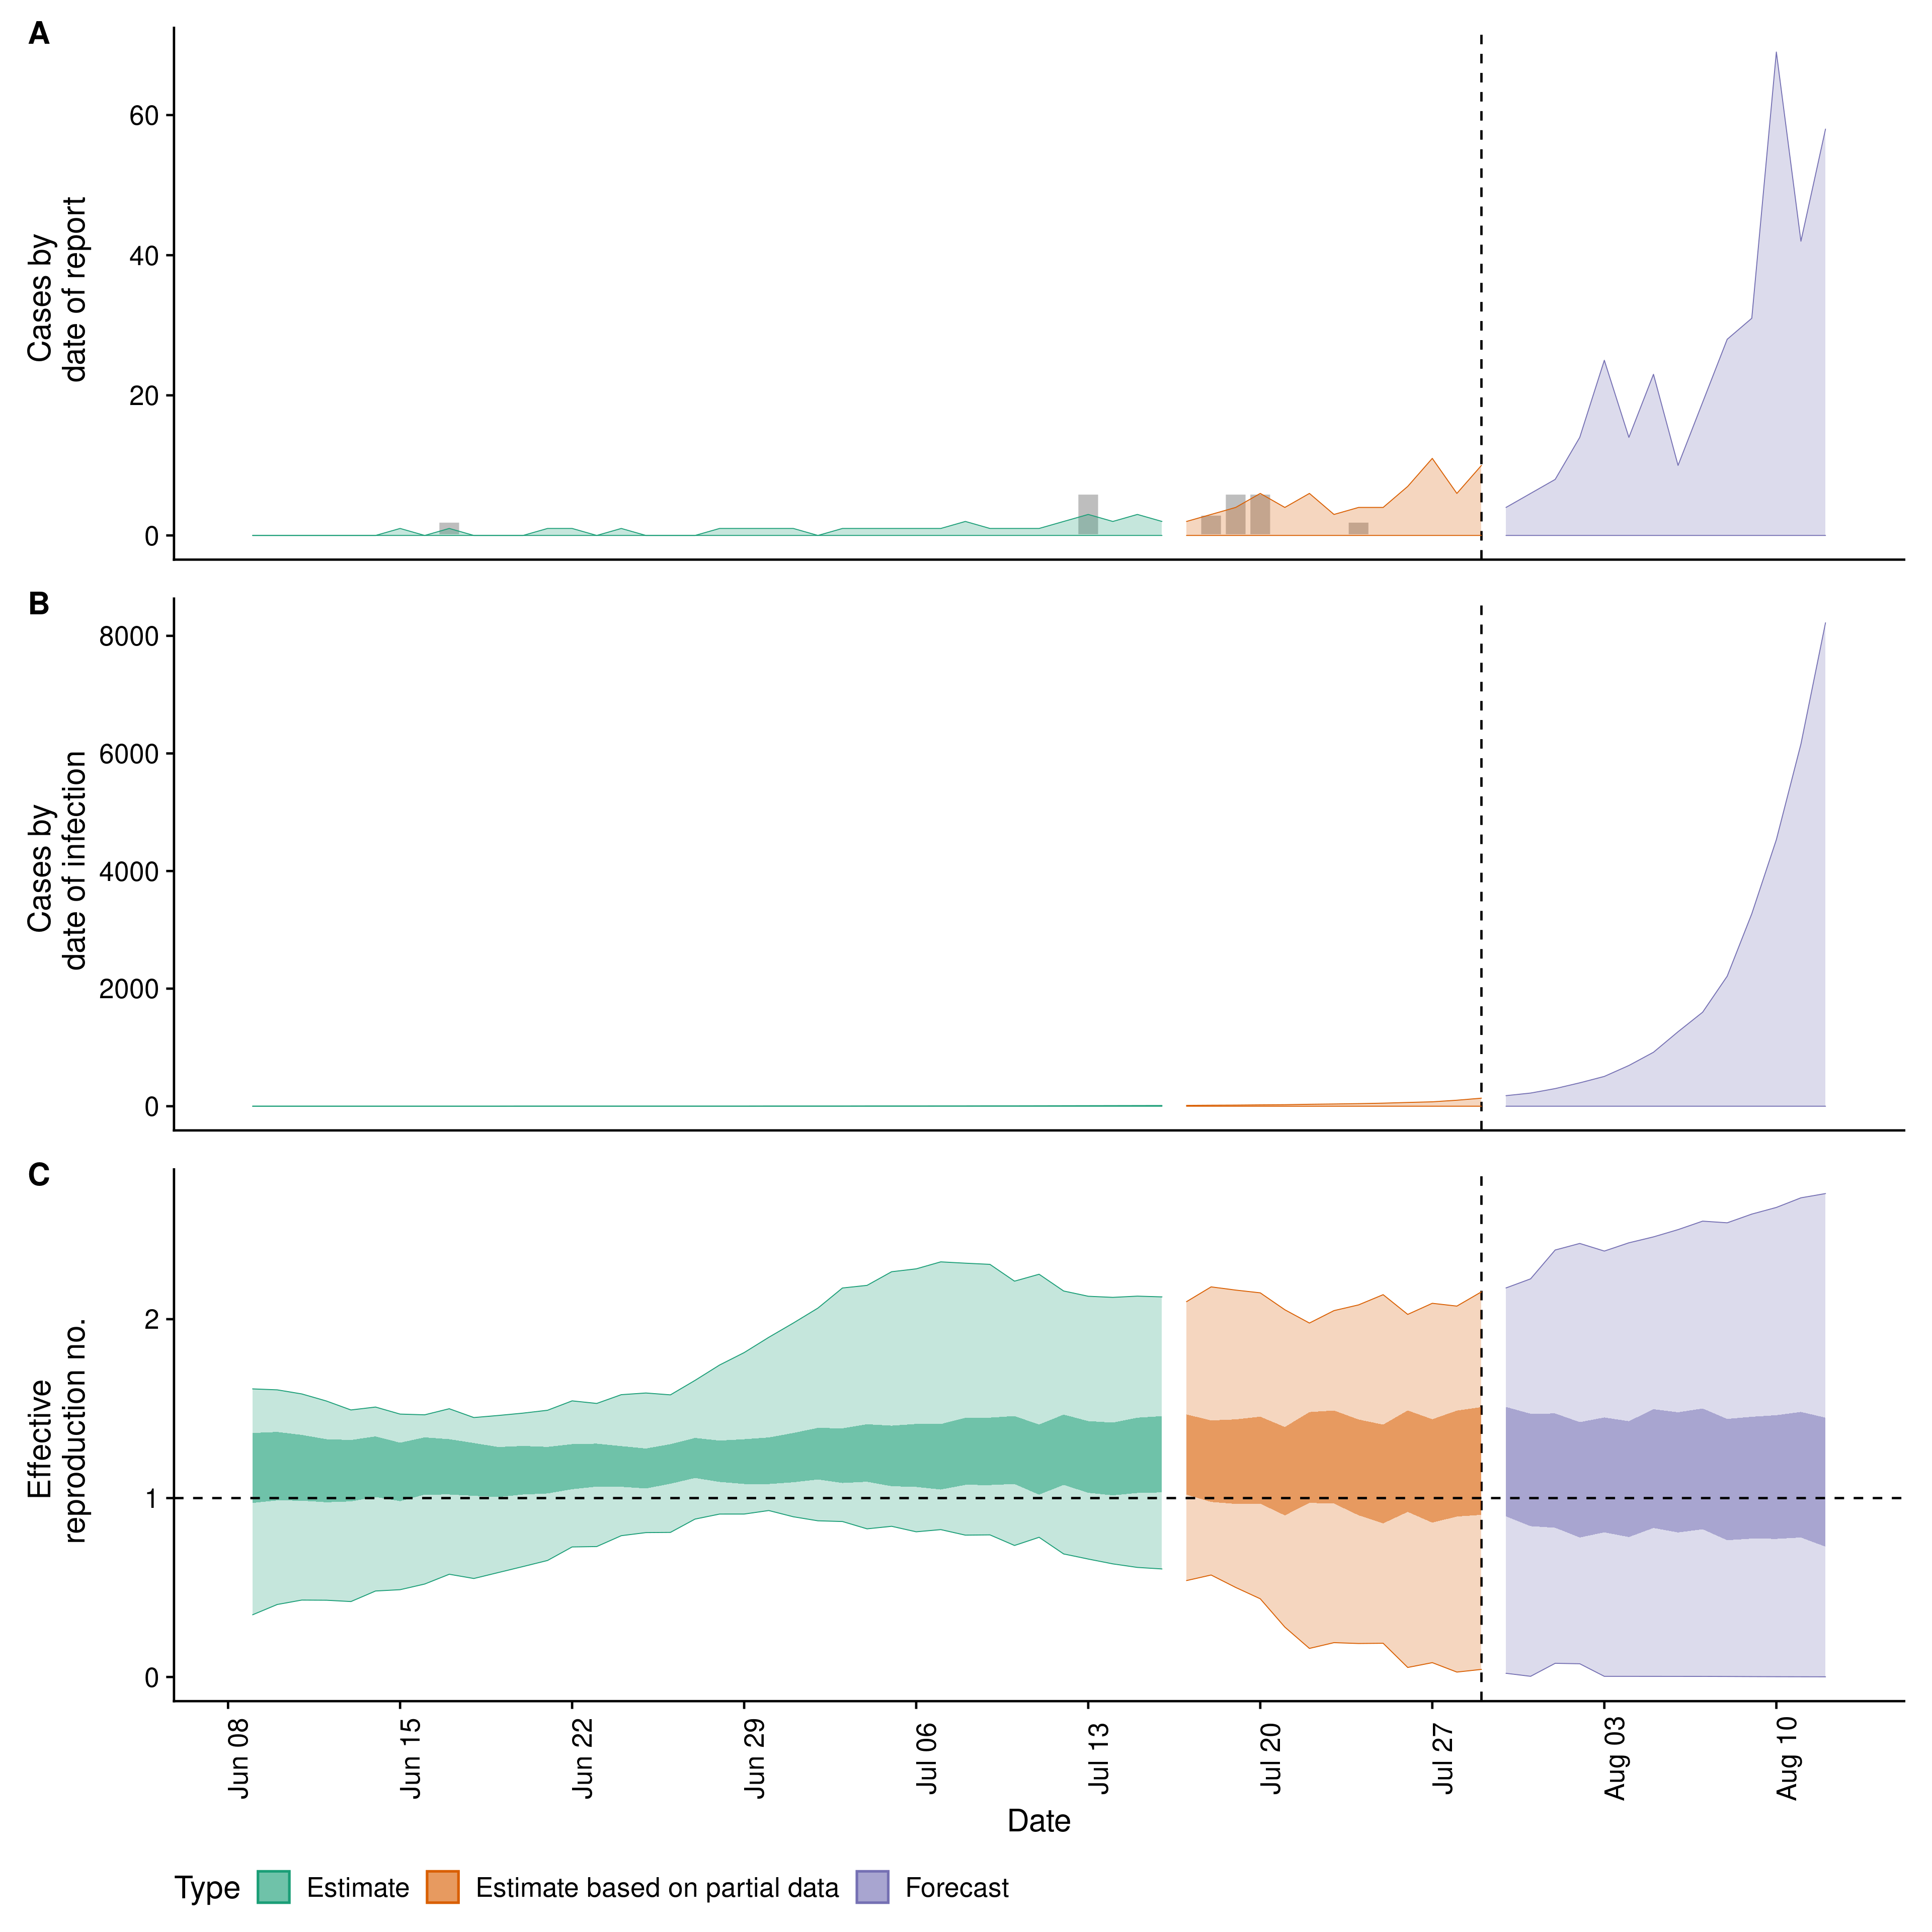 A
Cases by
date of report
60
40
20
0
B
Cases by
date of infection
8000
6000
4000
2000
0
C
Effective
reproduction no.
2
1
0
Jun 08
Jun 15
Jun 22
Jun 29
Jul 06
Jul 13
Jul 20
Jul 27
Aug 03
Aug 10
Date
Type Estimate Estimate based on partial data Forecast